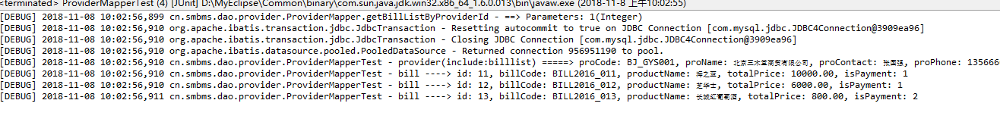 <terminated> ProviderMapperTest (4) [JUnit] D:\MyEclipse\Common\binary\com.sun.java.jdk.win32.x86_64_1.6.0.013\bin\javaw.exe (2018-11-8 上午10:02:55)
[DEBUG] 2018-11-08 10:02:56,899 cn.smbms.dao.provider.ProviderMapper.getBillListByProviderId - ==> Parameters: 1(Integer)
[DEBUG] 2018-11-08 10:02:56,910 org.apache.ibatis.transaction.jdbc.JdbcTransaction - Resetting autocommit to true on JDBC Connection [com.mysql.jdbc.JDBC4Connection@3909ea96]
[DEBUG] 2018-11-08 10:02:56,910 org.apache.ibatis.transaction.jdbc.JdbcTransaction - Closing JDBC Connection [com.mysql.jdbc.JDBC4Connection@3909ea96]
[DEBUG] 2018-11-08 10:02:56,910 org.apache.ibatis.datasource.pooled.PooledDataSource - Returned connection 956951190 to pool.
[DEBUG] 2018-11-08 10:02:56,910 cn.smbms.dao.provider.ProviderMapperTest - provider(include:billlist) =====> proCode: BJ_GYS001, proName: 北京三木堂商贸有限公司, proContact: 张国强, proPhone: 135666
[DEBUG] 2018-11-08 10:02:56,910 cn.smbms.dao.provider.ProviderMapperTest - bill ----> id: 11, billCode: BILL2016_011, productName: 海之蓝, totalPrice: 10000.00, isPayment: 1
[DEBUG] 2018-11-08 10:02:56,910 cn.smbms.dao.provider.ProviderMapperTest - bill ----> id: 12, billCode: BILL2016_012, productName: 芝华士, totalPrice: 6000.00, isPayment: 1
[DEBUG] 2018-11-08 10:02:56,911 cn.smbms.dao.provider.ProviderMapperTest - bill ----> id: 13, billCode: BILL2016_013, productName: 长城红葡萄酒, totalPrice: 800.00, isPayment: 2